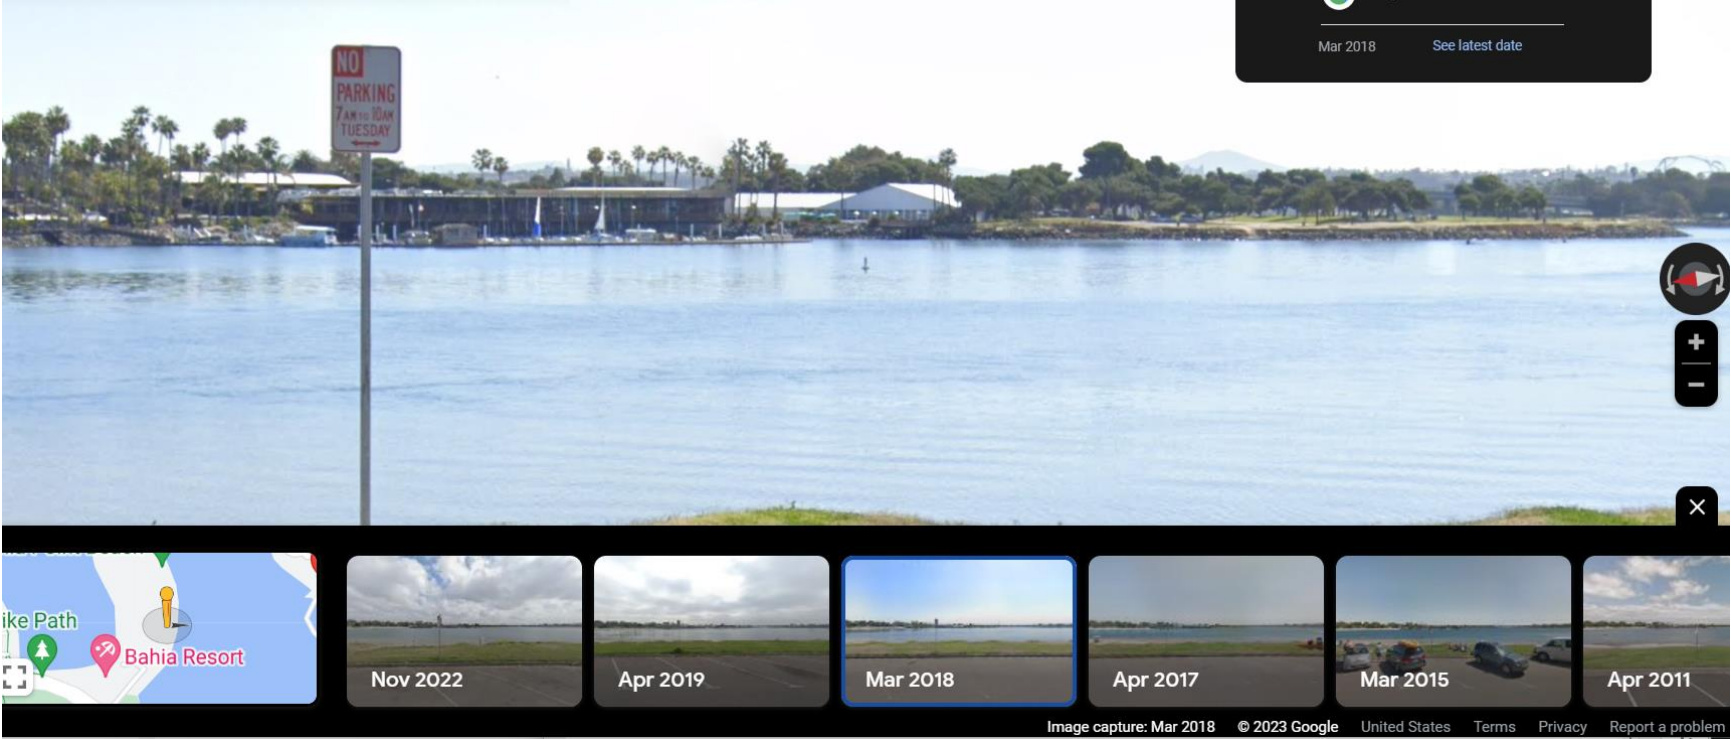 Mar 2018 See latest date
NO
PARKING
7AM TO 10AM
TUESDAY
ike Path
Bahia Resort
Nov 2022
Apr 2019
Mar 2018
Apr 2017
Mar 2015
Apr 2011
Image capture: Mar 2018 © 2023 Google United States Terms Privacy Report a problem